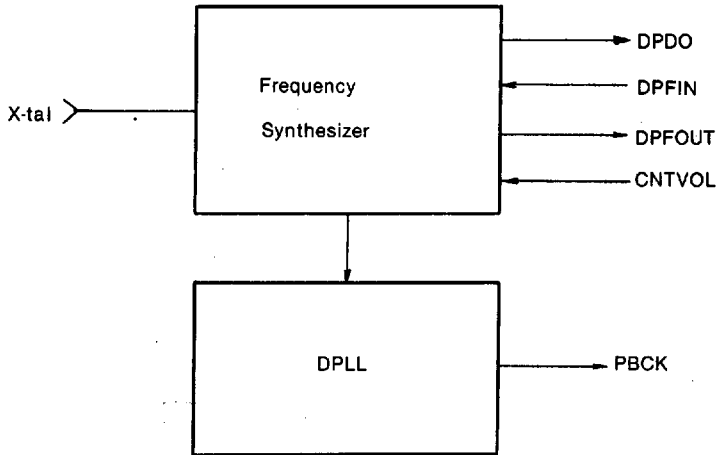 X-tal
Frequency
Synthesizer
DPDO
DPFIN
DPFOUT
CNTVOL
DPLL
PBCK